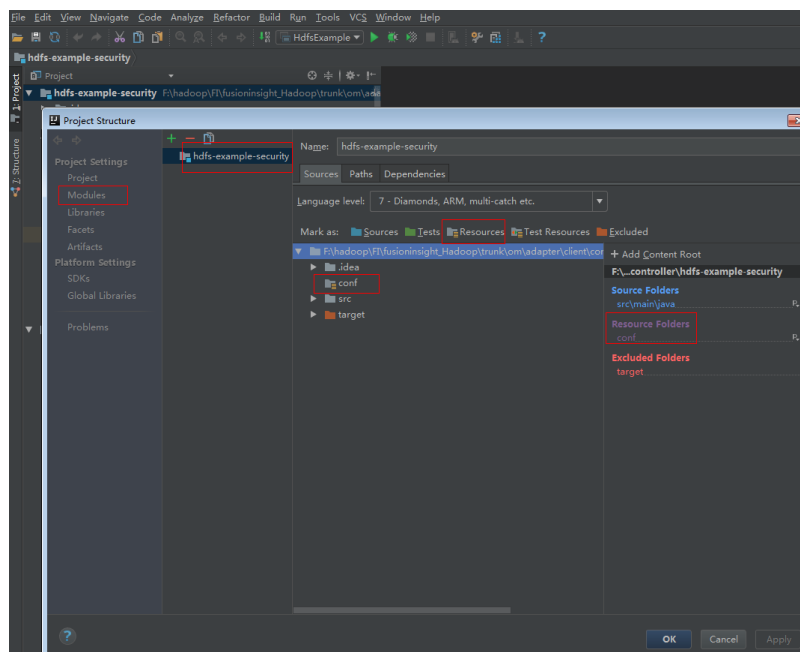 File Edit View Navigate Code Analyze Refactor Build Run Tools VCS Window Help
HdfsExample
hdfs-example-security
1: Project
Z: Structure
Project
hdfs-example-security F:\hadoop\FI\fusioninsight_Hadoop\trunk\om\ada
Project Structure
Project Settings
Project
Modules
Libraries
Facets
Artifacts
Platform Settings
SDKs
Global Libraries
Problems
hdfs-example-security
Name: hdfs-example-security
Sources Paths Dependencies
Language level: 7 - Diamonds, ARM, multi-catch etc.
Mark as: Sources Tests Resources Test Resources Excluded
F:\hadoop\FI\fusioninsight_Hadoop\trunk\om\adapter\client\cor
.idea
conf
src
target
+ Add Content Root
F:\...controller\hdfs-example-security
Source Folders
src\main\java
Resource Folders
conf
Excluded Folders
target
?
OK Cancel Apply